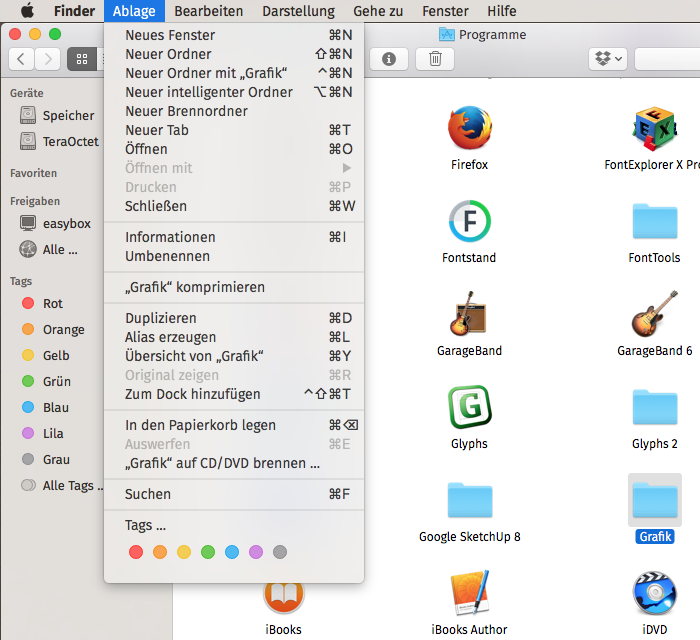 Finder Ablage Bearbeiten Darstellung Gehe zu Fenster Hilfe
Programme
Geräte
Speicher
TeraOctet
Favoriten
Freigaben
easybox
Alle ...
Tags
Rot
Orange
Gelb
Grün
Blau
Lila
Grau
Alle Tags ..
Neues Fenster ⌘N
Neuer Ordner ⇧⌘N
Neuer Ordner mit „Grafik“ ^⌘N
Neuer intelligenter Ordner ⌥⌘N
Neuer Brennordner
Neuer Tab ⌘T
Öffnen ⌘O
Öffnen mit ▶
Drucken ⌘P
Schließen ⌘W
Informationen ⌘I
Umbenennen
„Grafik“ komprimieren
Duplizieren ⌘D
Alias erzeugen ⌘L
Übersicht von „Grafik“ ⌘Y
Original zeigen ⌘R
Zum Dock hinzufügen ^⇧⌘T
In den Papierkorb legen ⌘⌫
Auswerfen ⌘E
„Grafik“ auf CD/DVD brennen ...
Suchen ⌘F
Tags ...
Firefox
FontExplorer X Pro
Fontstand
FontTools
GarageBand
GarageBand 6
Glyphs
Glyphs 2
Google SketchUp 8
Grafik
iBooks
iBooks Author
iDVD